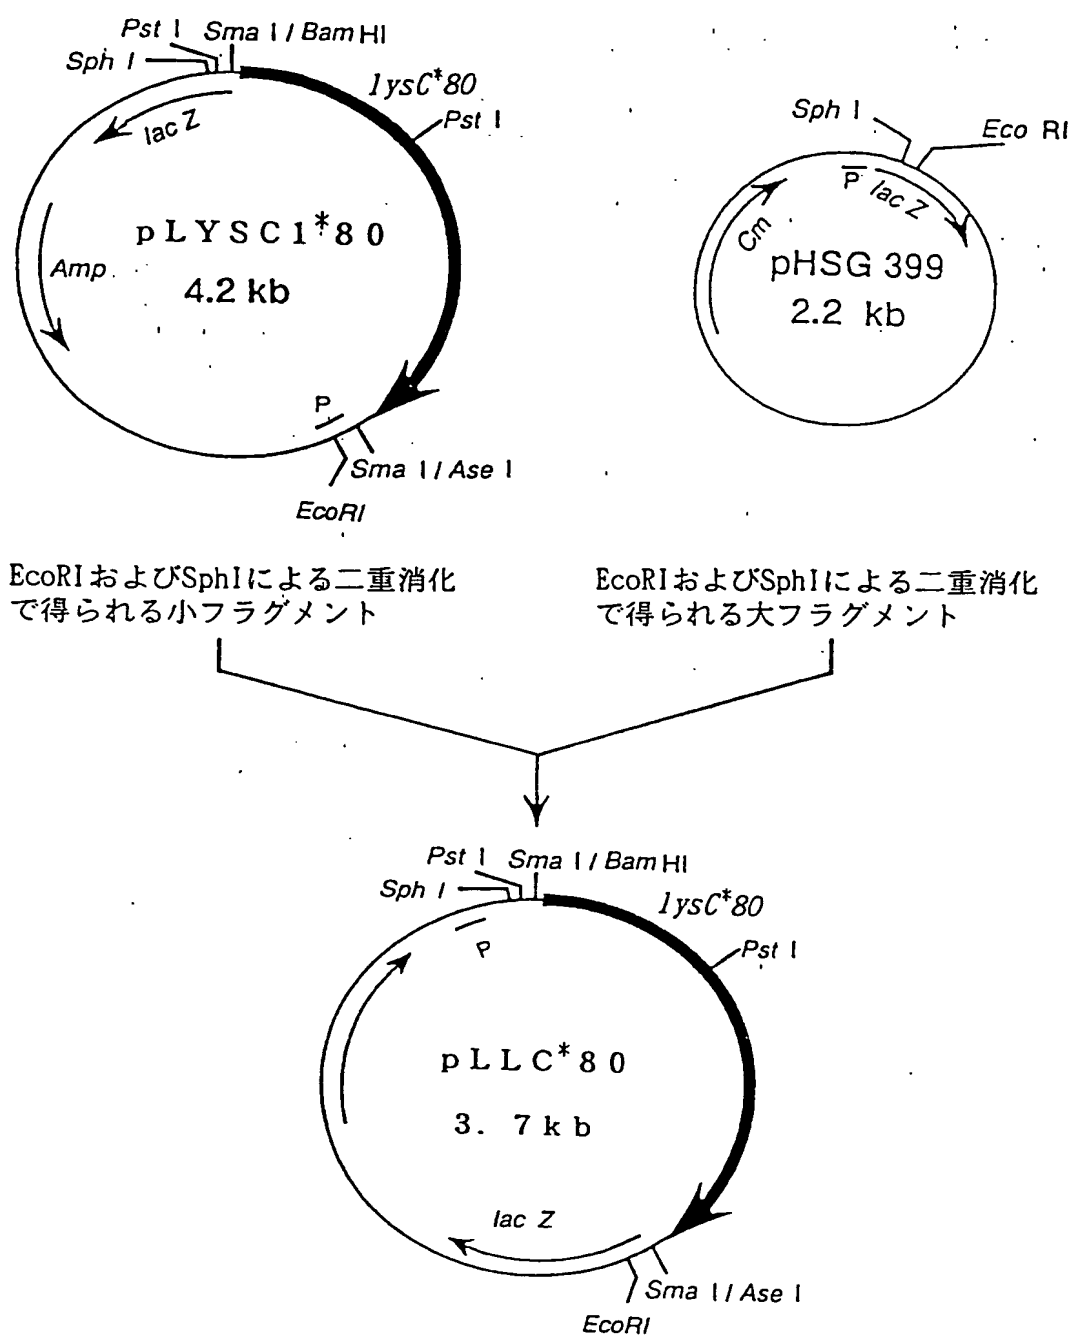 Pst I
Sma I / Bam HI
Sph I
lysC*80
Pst I
lac Z
pLYSC1*80
4.2 kb
Amp
P
Sma I / Ase I
EcoRI
Sph I
Eco RI
P
lac Z
Cm
pHSG 399
2.2 kb
EcoRIおよびSphIによる二重消化
で得られる小フラグメント
EcoRIおよびSphIによる二重消化
で得られる大フラグメント
Pst I
Sma I / Bam HI
Sph I
lysC*80
P
Pst I
pLLC*80
3. 7kb
lac Z
Sma I / Ase I
EcoRI